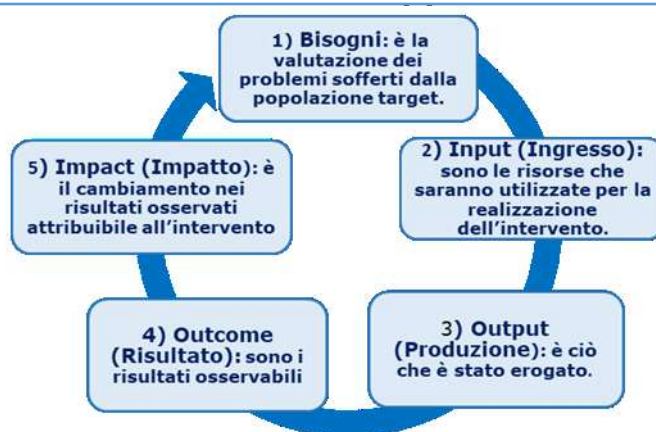 1) Bisogni: è la
valutazione dei
problemi sofferti dalla
popolazione target.
2) Input (Ingresso):
sono le risorse che
saranno utilizzate per la
realizzazione
dell'intervento.
3) Output
(Produzione): è ciò
che è stato erogato.
4) Outcome
(Risultato): sono i
risultati osservabili
5) Impact (Impatto): è
il cambiamento nei
risultati osservati
attribuibile all'intervento